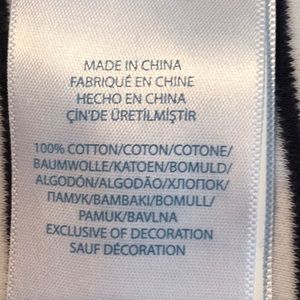 MADE IN CHINA
FABRIQUÉ EN CHINE
HECHO EN CHINA
ÇİN'DE ÜRETİLMİŞTİR
100% COTTON/COTON/COTONE/
BAUMWOLLE/KATOEN/BOMULD/
ALGODÓN/ALGODÃO/ХЛОПОК/
ПАМУК/BAMBAKI/BOMULL/
PAMUK/BAVLNA
EXCLUSIVE OF DECORATION
SAUF DÉCORATION